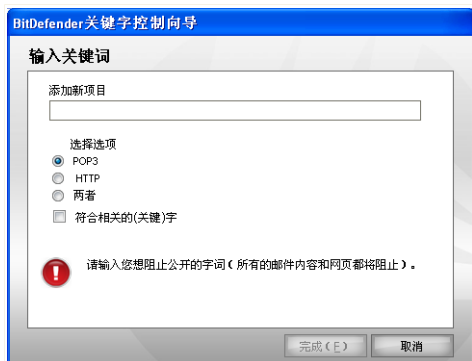 BitDefender关键字控制向导
输入关键词
添加新项目
选择选项
POP3
HTTP
两者
符合相关的(关键)字
请输入您想阻止公开的字词(所有的邮件内容和网页都将阻止)。
完成(F) 取消